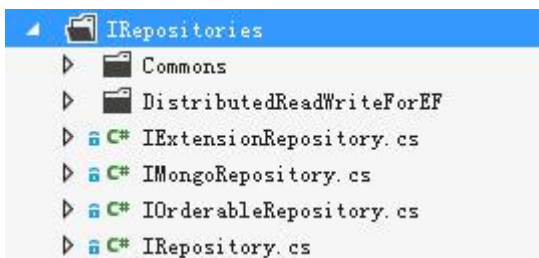 IRepositories
Commons
DistributedReadWriteForEF
C# IExtensionRepository.cs
C# IMongoRepository.cs
C# IOrderableRepository.cs
C# IRepository.cs